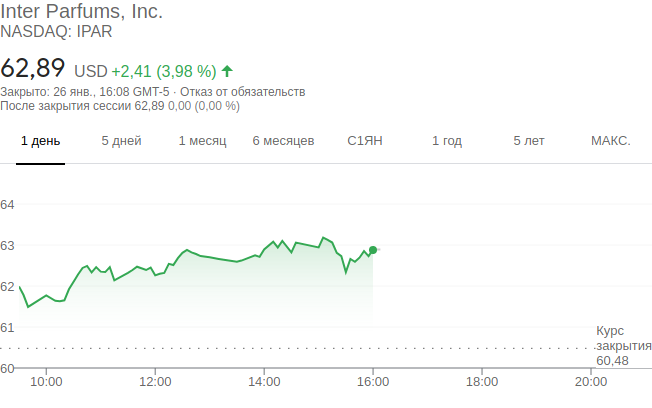 Inter Parfums, Inc.
NASDAQ: IPAR
62,89 USD +2,41 (3,98 %)
Закрыто: 26 янв., 16:08 GMT-5 · Отказ от обязательств
После закрытия сессии 62,89 0,00 (0,00 %)
1 день 5 дней 1 месяц 6 месяцев С1ЯН 1 год 5 лет МАКС.
64
63
62
61
Курс
закрытия
60,48
60
10:00 12:00 14:00 16:00 18:00 20:00